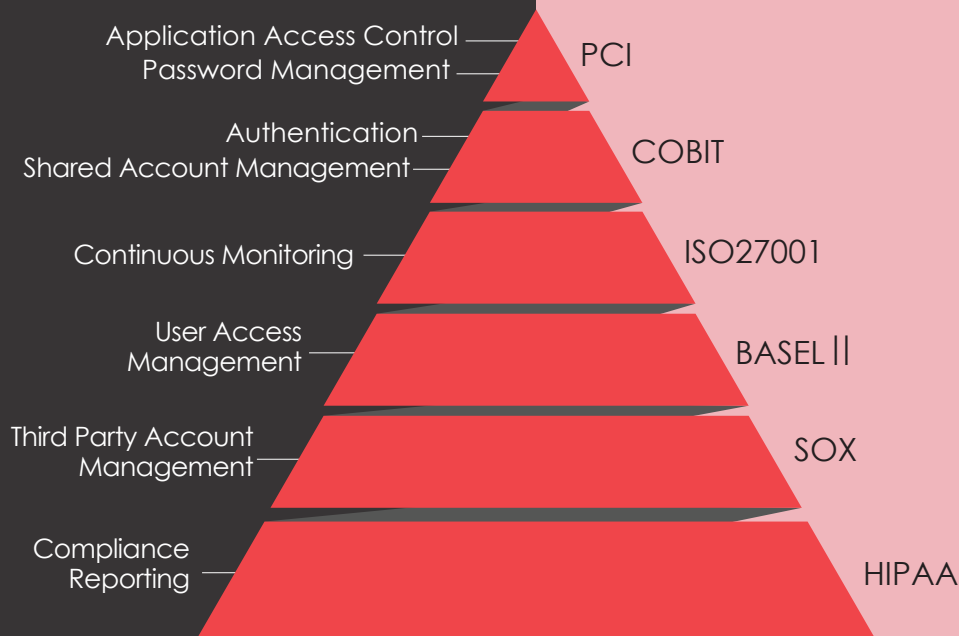 Application Access Control
Password Management
PCI
Authentication
Shared Account Management
COBIT
Continuous Monitoring
ISO27001
User Access
Management
BASEL II
Third Party Account
Management
SOX
Compliance
Reporting
HIPAA